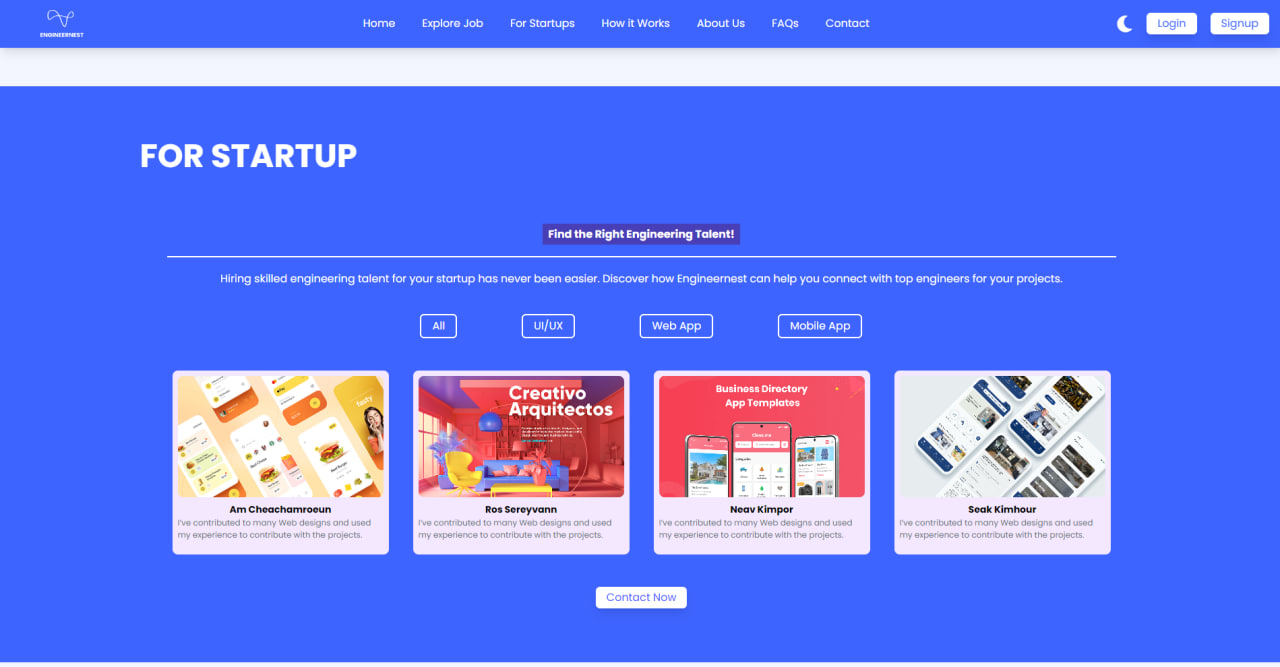 ENGINEERNEST
Home
Explore Job
For Startups
How it Works
About Us
FAQs
Contact
Login
Signup
FOR STARTUP
Find the Right Engineering Talent!
Hiring skilled engineering talent for your startup has never been easier. Discover how Engineernest can help you connect with top engineers for your projects.
All
UI/UX
Web App
Mobile App
tasty
Creativo
Arquitectos
Business Directory
App Templates
Am Cheachamroeun
I've contributed to many Web designs and used
my experience to contribute with the projects.
Ros Sereyvann
I've contributed to many Web designs and used
my experience to contribute with the projects.
Neav Kimpor
I've contributed to many Web designs and used
my experience to contribute with the projects.
Seak Kimhour
I've contributed to many Web designs and used
my experience to contribute with the projects.
Contact Now